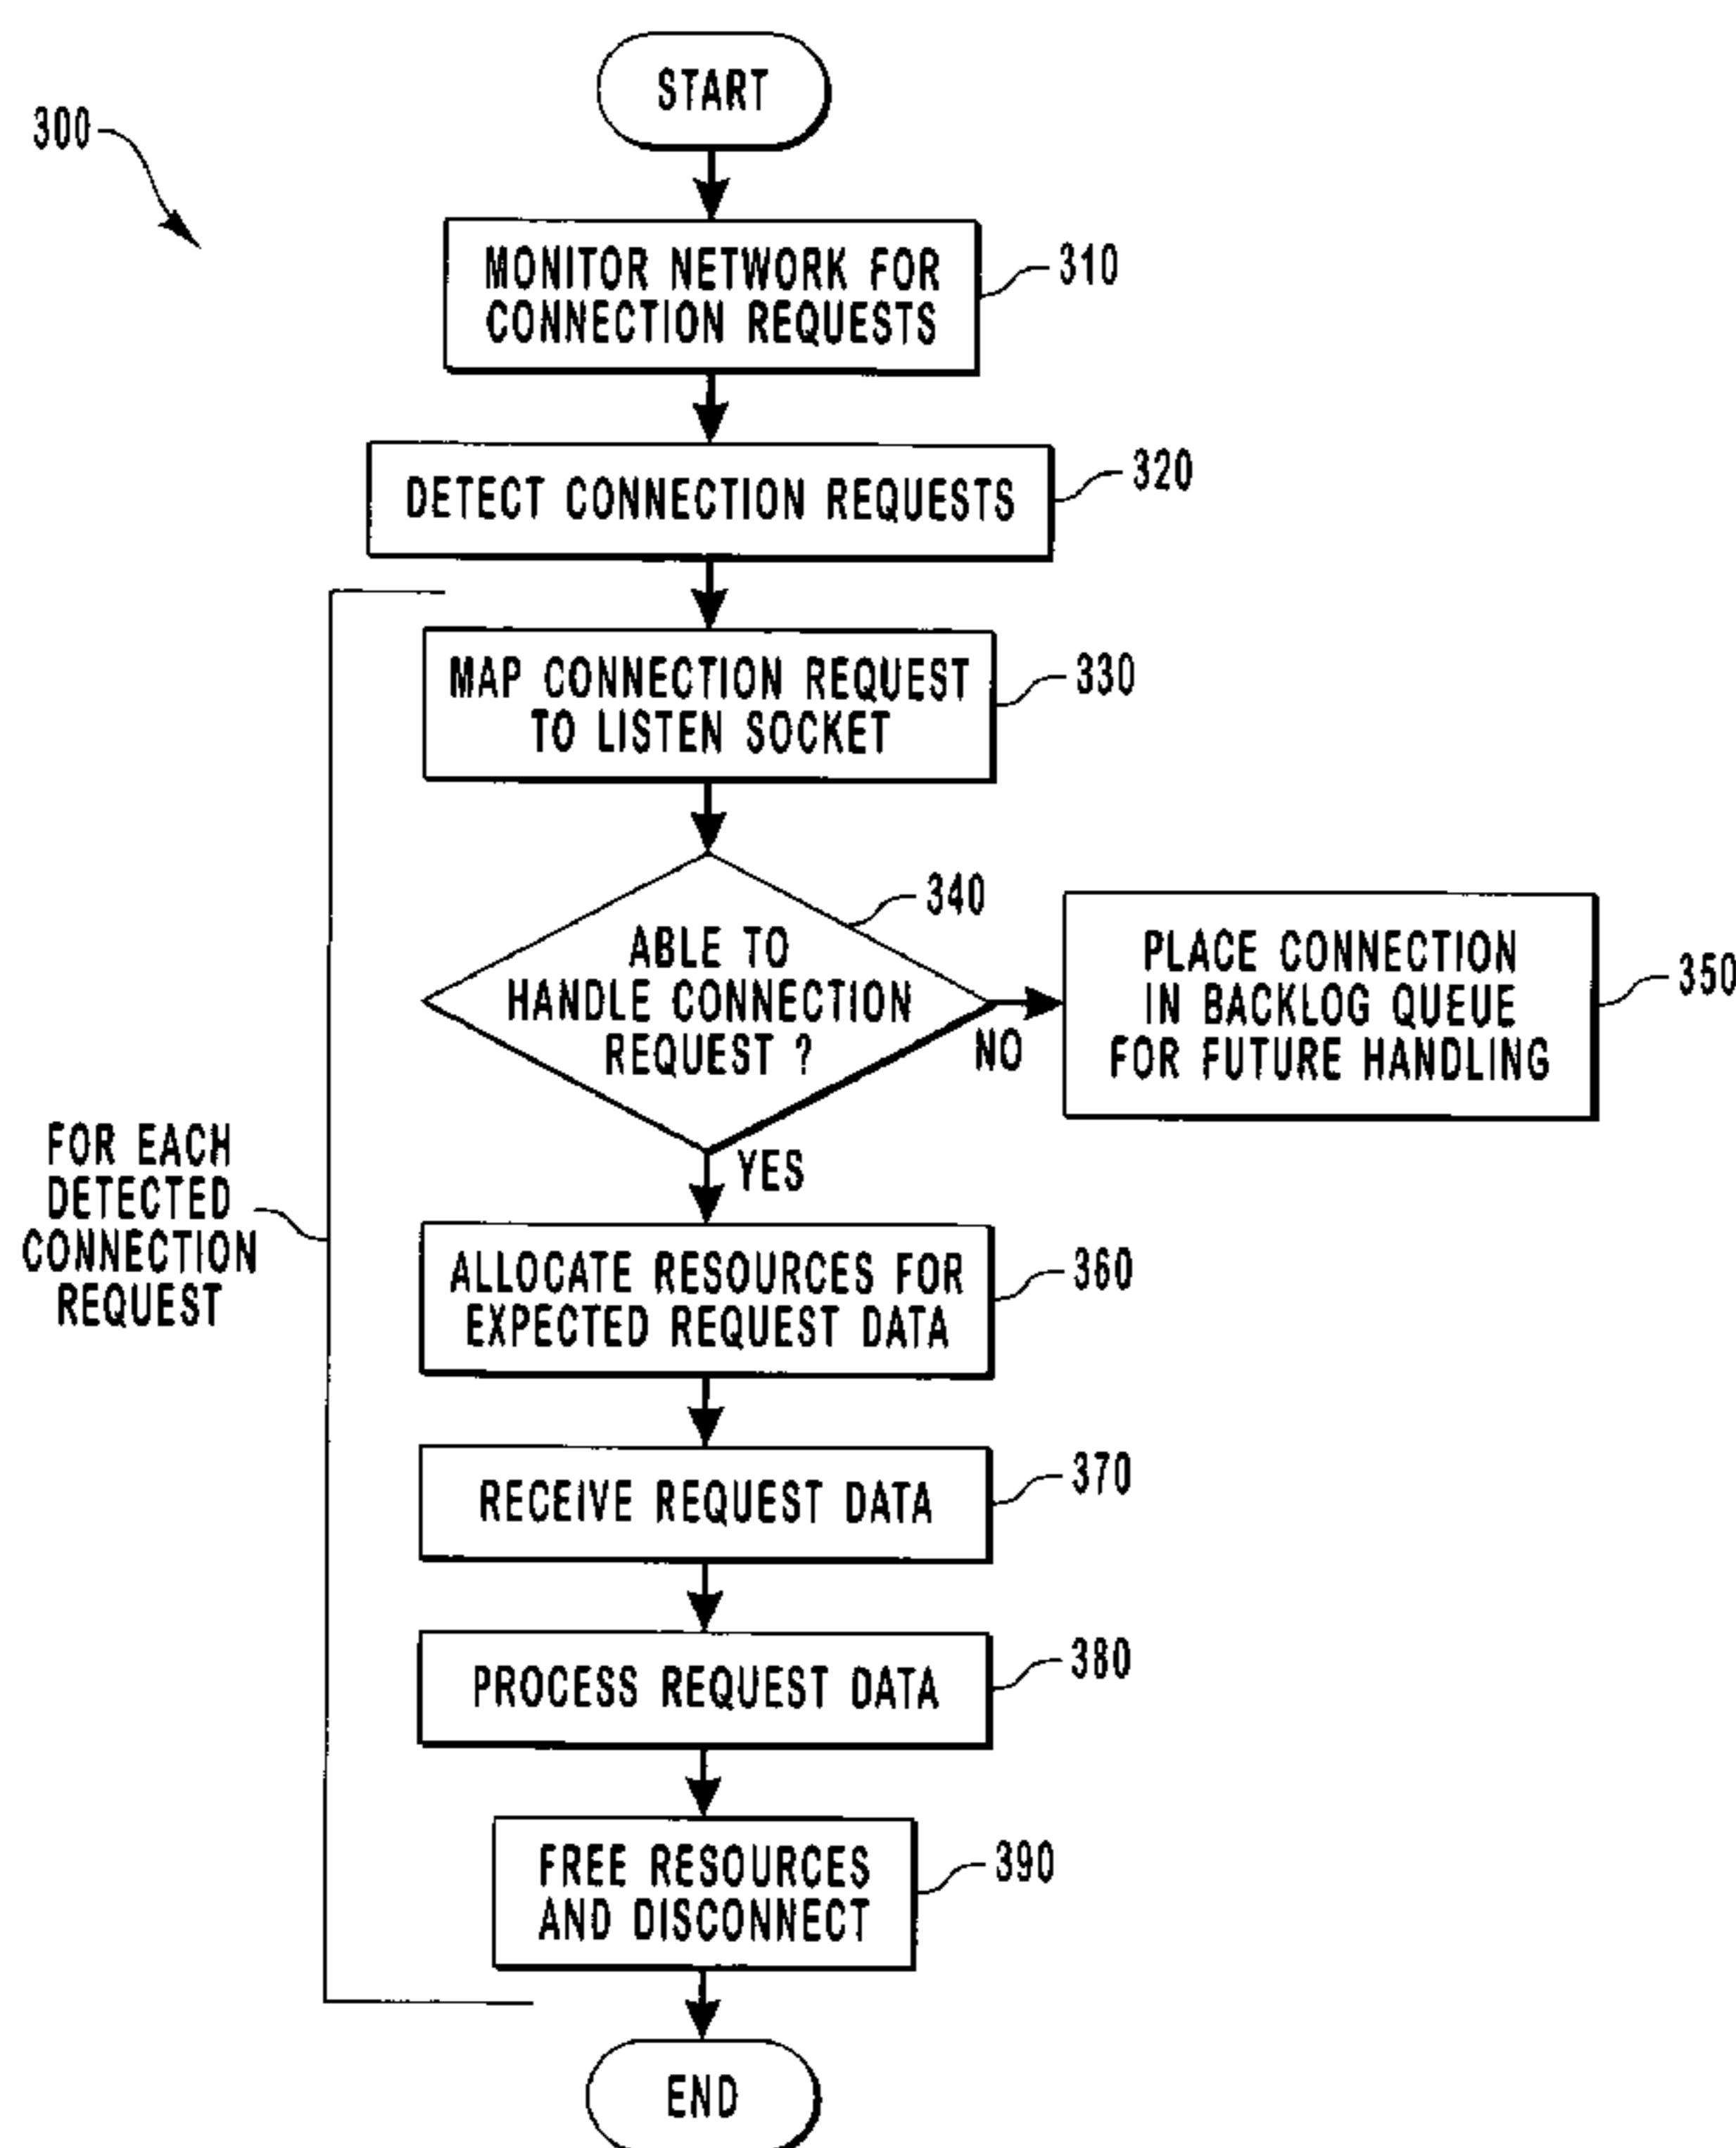 START
300
MONITOR NETWORK FOR
CONNECTION REQUESTS
310
DETECT CONNECTION REQUESTS
320
MAP CONNECTION REQUEST
TO LISTEN SOCKET
330
ABLE TO
HANDLE CONNECTION
REQUEST ?
340
NO
PLACE CONNECTION
IN BACKLOG QUEUE
FOR FUTURE HANDLING
350
YES
FOR EACH
DETECTED
CONNECTION
REQUEST
ALLOCATE RESOURCES FOR
EXPECTED REQUEST DATA
360
RECEIVE REQUEST DATA
370
PROCESS REQUEST DATA
380
FREE RESOURCES
AND DISCONNECT
390
END